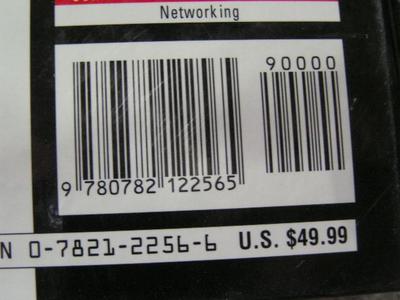 Networking
90000
9 780782 122565
N 0-7821-2256-6 U.S. $49.99